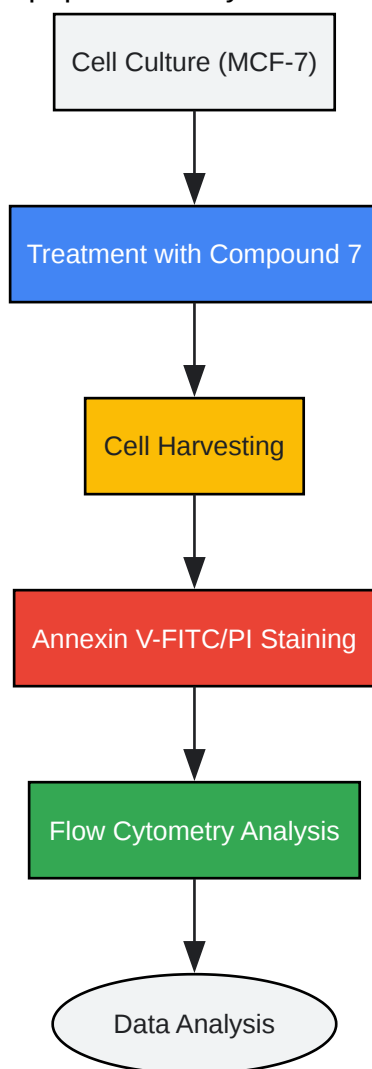 Cell Culture (MCF-7)
Treatment with Compound 7
Cell Harvesting
Annexin V-FITC/PI Staining
Flow Cytometry Analysis
Data Analysis